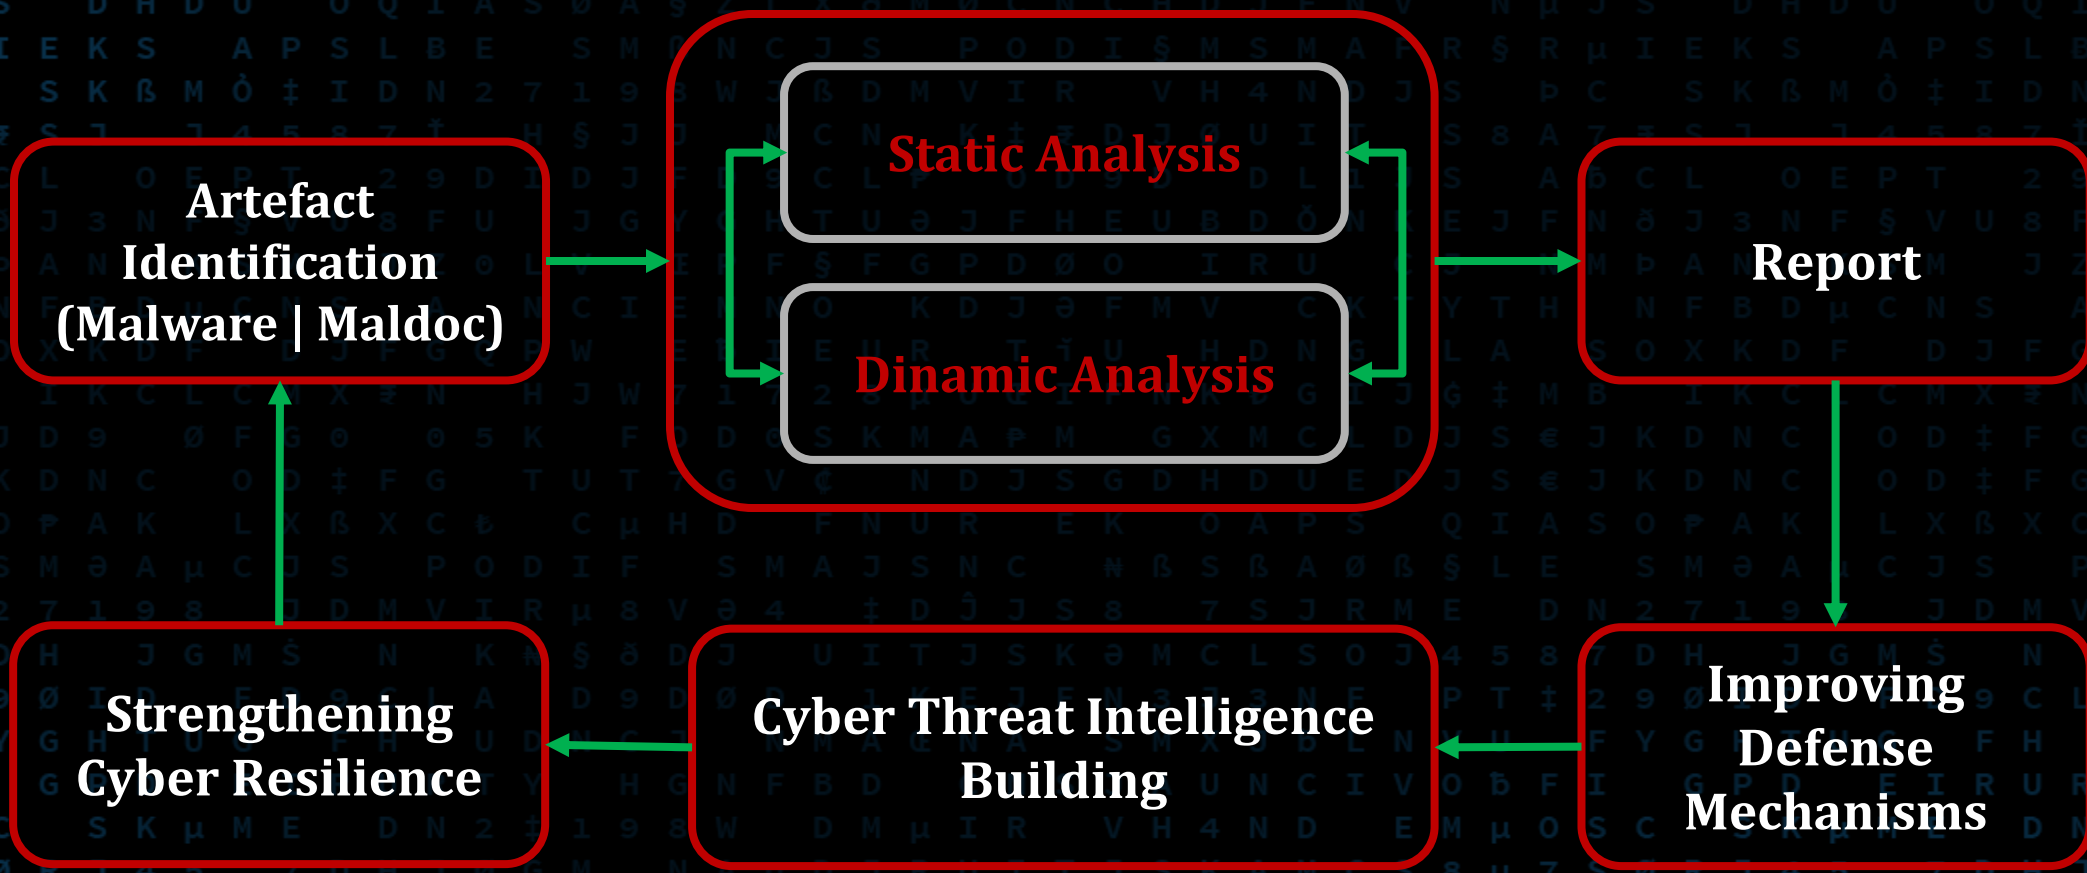 Artefact
Identification
(Malware | Maldoc)
Static Analysis
Dinamic Analysis
Report
Improving
Defense
Mechanisms
Cyber Threat Intelligence
Building
Strengthening
Cyber Resilience